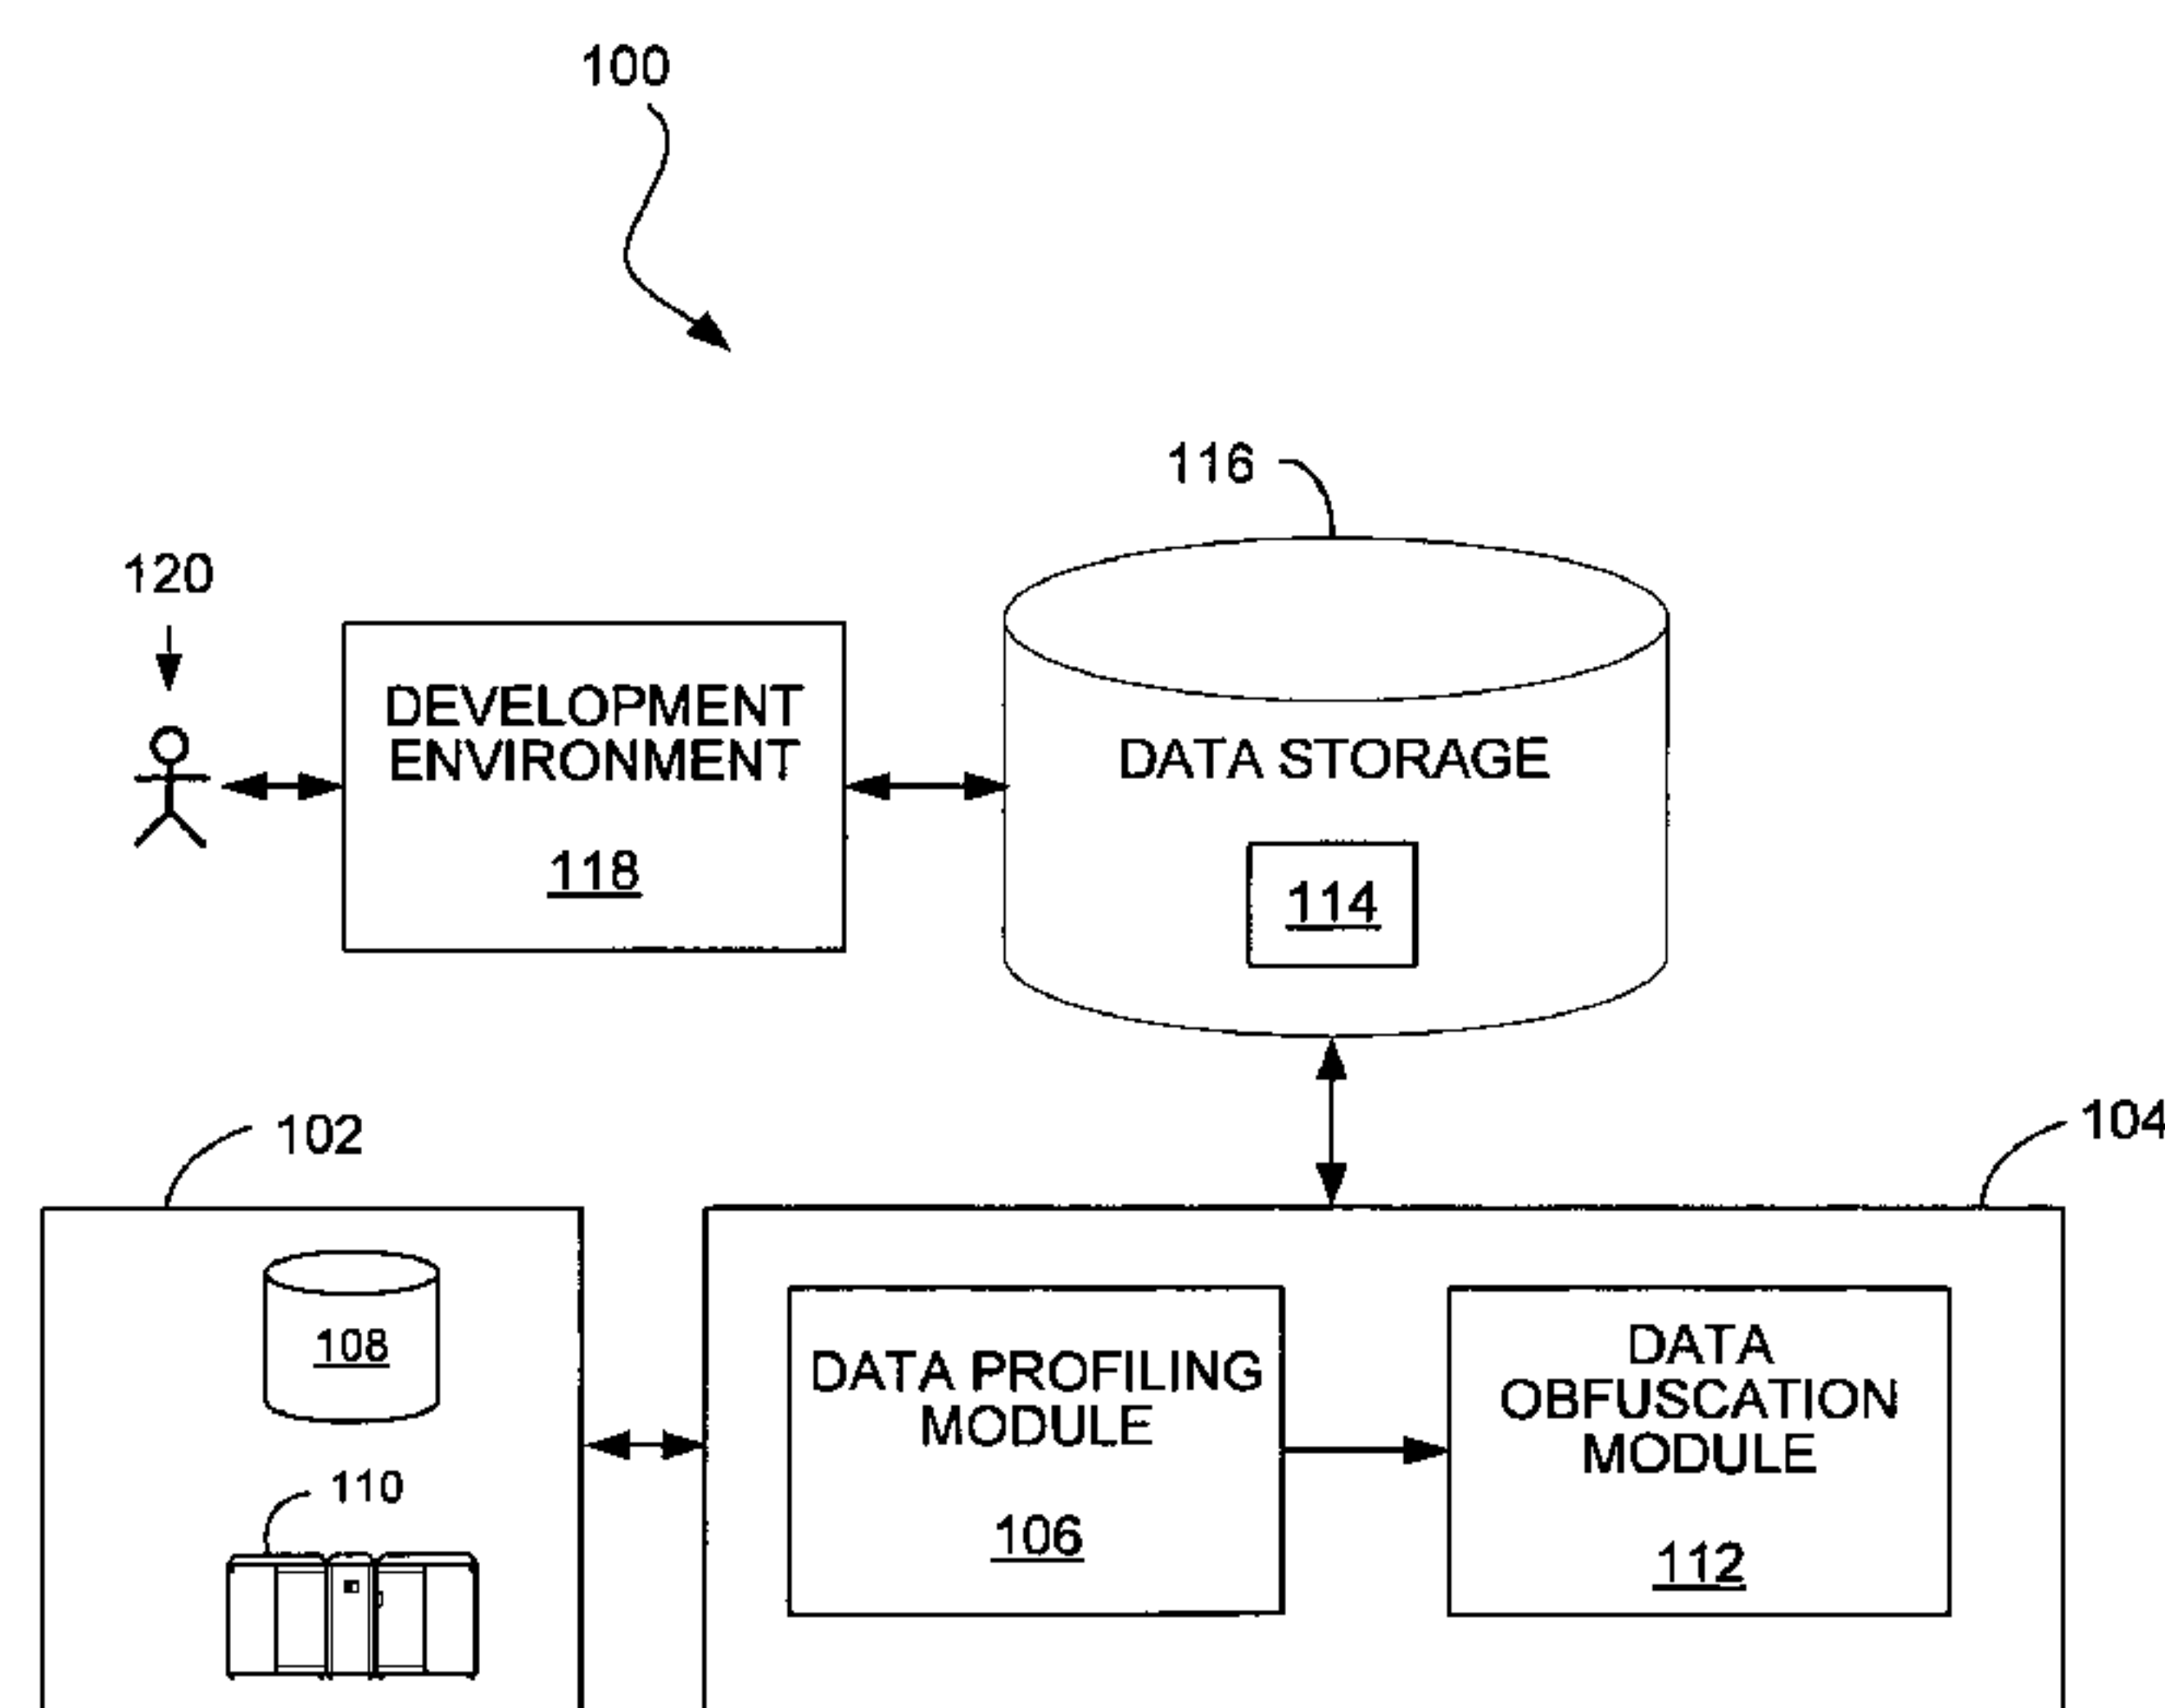 100
116
120
DEVELOPMENT
ENVIRONMENT
118
DATA STORAGE
114
102
104
108
110
DATA PROFILING
MODULE
106
DATA
OBFUSCATION
MODULE
112